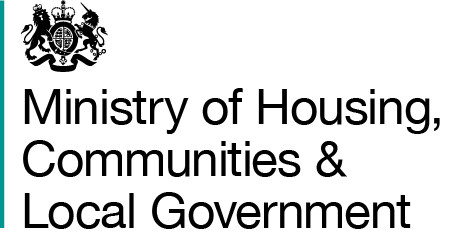 Ministry of Housing,
Communities &
Local Government